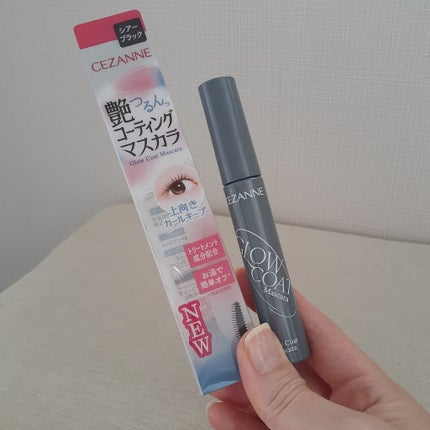 シアー
ブラック
CEZANNE
艶つるんっ
コーティング
マスカラ
Glow Coat Mascara
上向き
カールキープ
トリートメント
成分配合
お湯で
簡単オフ
NEW
CEZANNE
GLOW
COAT
Mascara
Coat